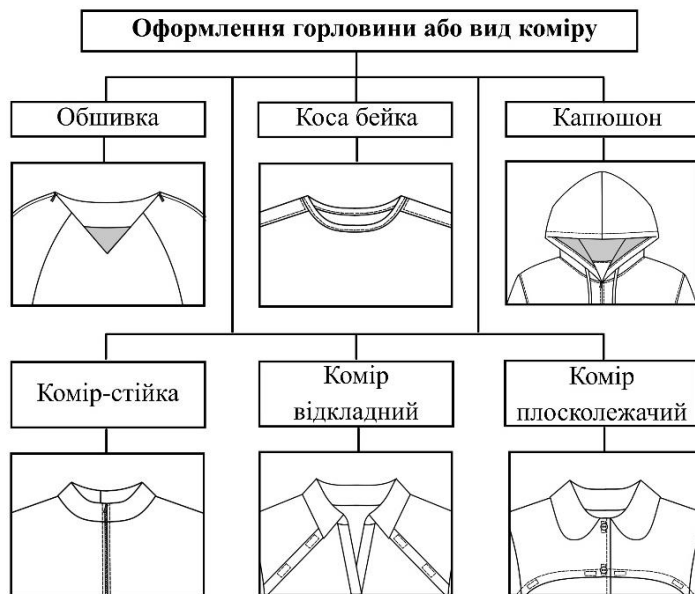 Оформлення горловини або вид коміру
Обшивка
Коса бейка
Капюшон
Комір-стійка
Комір
відкладний
Комір
плосколежачий